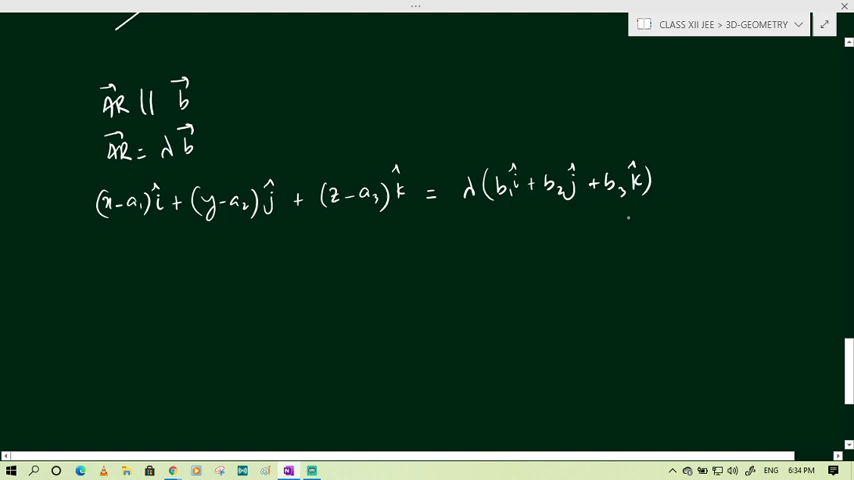 CLASS XII JEE > 3D-GEOMETRY
AR⃗ || b⃗
AR⃗ = λ b⃗
(x-a₁)î + (y-a₂)ĵ + (z-a₃)k̂ = λ(b₁î + b₂ĵ + b₃k̂)
ENG 6:34 PM